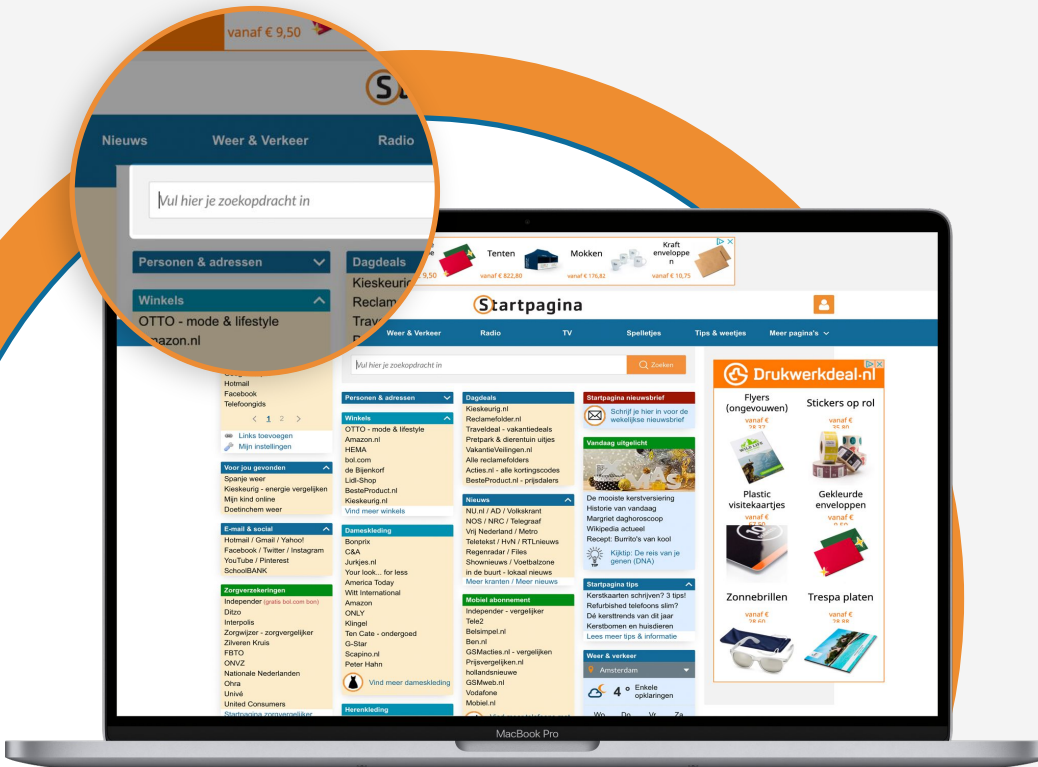 vanaf € 9,50
Nieuws
Weer & Verkeer
Radio
Vul hier je zoekopdracht in
Personen & adressen
Winkels
OTTO - mode & lifestyle
Dagdeals
Tenten
vanaf € 822,80
Mokken
vanaf € 176,82
Kraft
enveloppe
n
vanaf € 10,75
Startpagina
Weer & Verkeer
Radio
TV
Spelletjes
Tips & weetjes
Meer pagina's
Vul hier je zoekopdracht in
Zoeken
Hotmail
Facebook
Telefoongids
< 1 2 >
Links toevoegen
Mijn instellingen
Voor jou gevonden
Spanje weer
Kieskeurig - energie vergelijken
Mijn kind online
Doetinchem weer
E-mail & social
Hotmail / Gmail / Yahoo!
Facebook / Twitter / Instagram
YouTube / Pinterest
SchoolBANK
Zorgverzekeringen
Independer (gratis bol.com bon)
Ditzo
Interpolis
Zorgwijzer - zorgvergelijker
Zilveren Kruis
FBTO
ONVZ
Nationale Nederlanden
Ohra
Univé
United Consumers
Startpagina zorgvergelijker
Personen & adressen
Winkels
OTTO - mode & lifestyle
Amazon.nl
HEMA
bol.com
de Bijenkorf
Lidl-Shop
BesteProduct.nl
Kieskeurig.nl
Vind meer winkels
Dameskleding
Bonprix
C&A
Jurkjes.nl
Your look... for less
America Today
Witt International
Amazon
ONLY
Klingel
Ten Cate - ondergoed
G-Star
Scapino.nl
Peter Hahn
Vind meer dameskleding
Herenkleding
Dagdeals
Kieskeurig.nl
Reclamefolder.nl
Traveldeal - vakantiedeals
Pretpark & dierentuin uitjes
VakantieVeilingen.nl
Alle reclamefolders
Acties.nl - alle kortingscodes
BesteProduct.nl - prijsdalers
Nieuws
NU.nl / AD / Volkskrant
NOS / NRC / Telegraaf
Vrij Nederland / Metro
Teletekst / HvN / RTLnieuws
Regenradar / Files
Shownieuws / Voetbalzone
in de buurt - lokaal nieuws
Meer kranten / Meer nieuws
Mobiel abonnement
Independer - vergelijker
Tele2
Belsimpel.nl
Ben.nl
GSMacties.nl - vergelijken
Prijsvergelijken.nl
hollandsnieuwe
GSMweb.nl
Vodafone
Mobiel.nl
Startpagina nieuwsbrief
Schrijf je hier in voor de
wekelijkse nieuwsbrief
Vandaag uitgelicht
De mooiste kerstversiering
Historie van vandaag
Margriet daghoroscoop
Wikipedia actueel
Recept: Burrito's van kool
TIP
Kijktip: De reis van je
genen (DNA)
Startpagina tips
Kerstkaarten schrijven? 3 tips!
Refurbished telefoons slim?
Dé kersttrends van dit jaar
Kerstbomen en huisdieren
Lees meer tips & informatie
Weer & verkeer
Amsterdam
4 °
Enkele
opklaringen
Wo Do Vr Za
Drukwerkdeal.nl
Flyers
(ongevouwen)
vanaf €
Stickers op rol
vanaf €
Plastic
visitekaartjes
vanaf €
Gekleurde
enveloppen
vanaf €
Zonnebrillen
vanaf €
Trespa platen
vanaf €
MacBook Pro